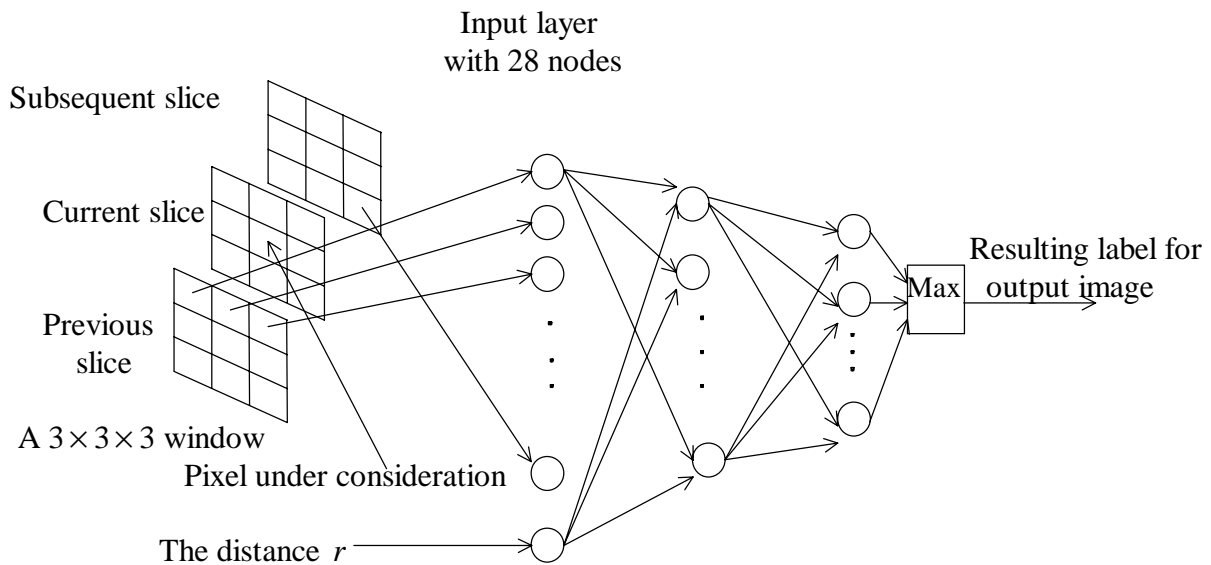 Input layer
with 28 nodes
Subsequent slice
Current slice
Previous
slice
A 3 × 3 × 3 window
Pixel under consideration
The distance r
Max
Resulting label for
output image